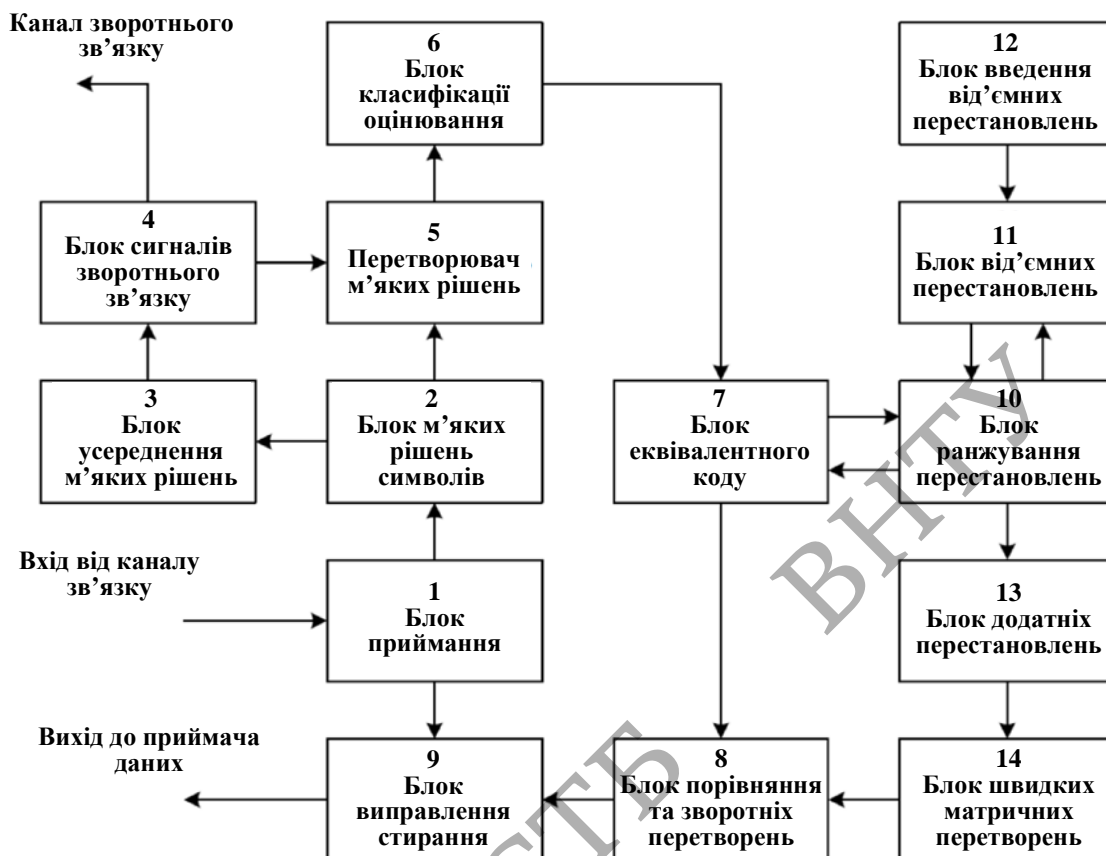 Канал зворотнього
зв’язку
6
Блок
класифікації
оцінювання
12
Блок введення
від’ємних
перестановлень
4
Блок сигналів
зворотнього
зв’язку
5
Перетворювач
м’яких рішень
11
Блок від’ємних
перестановлень
3
Блок
усереднення
м’яких рішень
2
Блок м’яких
рішень
символів
7
Блок
еквівалентного
коду
10
Блок
ранжування
перестановлень
Вхід від каналу
зв’язку
1
Блок
приймання
13
Блок додатніх
перестановлень
Вихід до приймача
даних
9
Блок
виправлення
стирання
8
Блок порівняння
та зворотніх
перетворень
14
Блок швидких
матричних
перетворень
ВНТУ